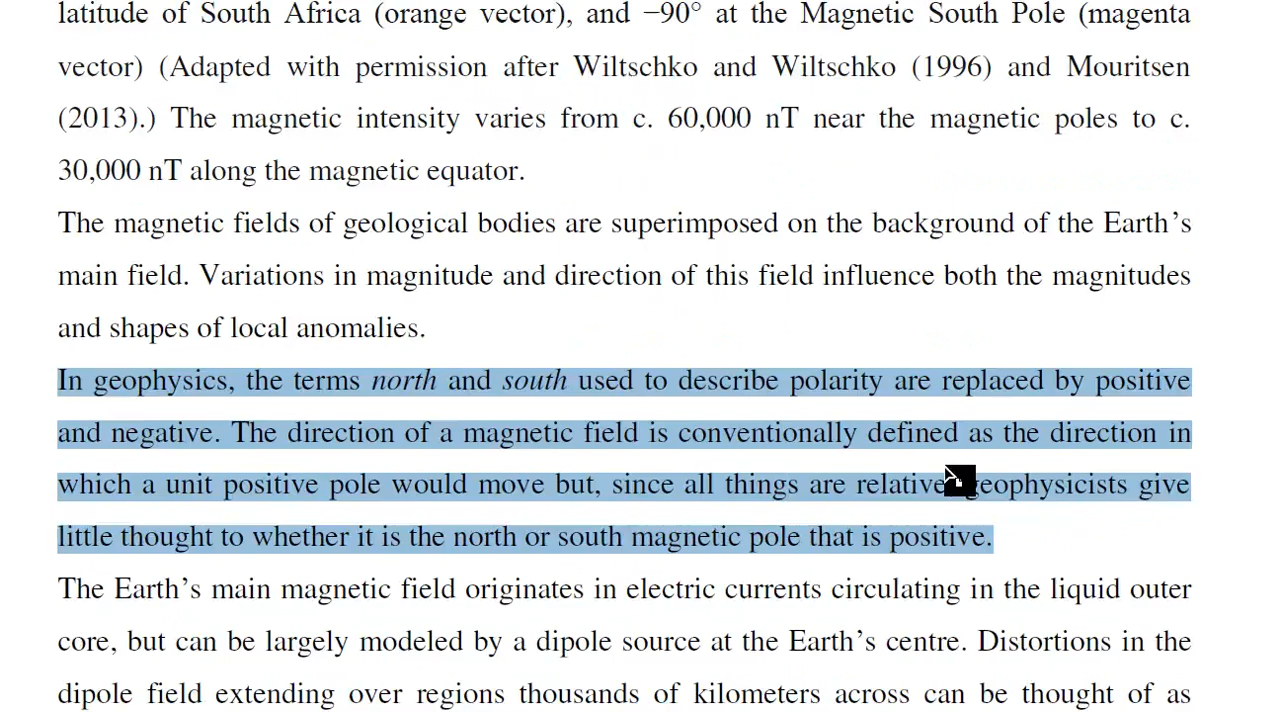 latitude of South Africa (orange vector), and −90° at the Magnetic South Pole (magenta
vector) (Adapted with permission after Wiltschko and Wiltschko (1996) and Mouritsen
(2013).) The magnetic intensity varies from c. 60,000 nT near the magnetic poles to c.
30,000 nT along the magnetic equator.
The magnetic fields of geological bodies are superimposed on the background of the Earth’s
main field. Variations in magnitude and direction of this field influence both the magnitudes
and shapes of local anomalies.
In geophysics, the terms north and south used to describe polarity are replaced by positive
and negative. The direction of a magnetic field is conventionally defined as the direction in
which a unit positive pole would move but, since all things are relative geophysicists give
little thought to whether it is the north or south magnetic pole that is positive.
The Earth’s main magnetic field originates in electric currents circulating in the liquid outer
core, but can be largely modeled by a dipole source at the Earth’s centre. Distortions in the
dipole field extending over regions thousands of kilometers across can be thought of as